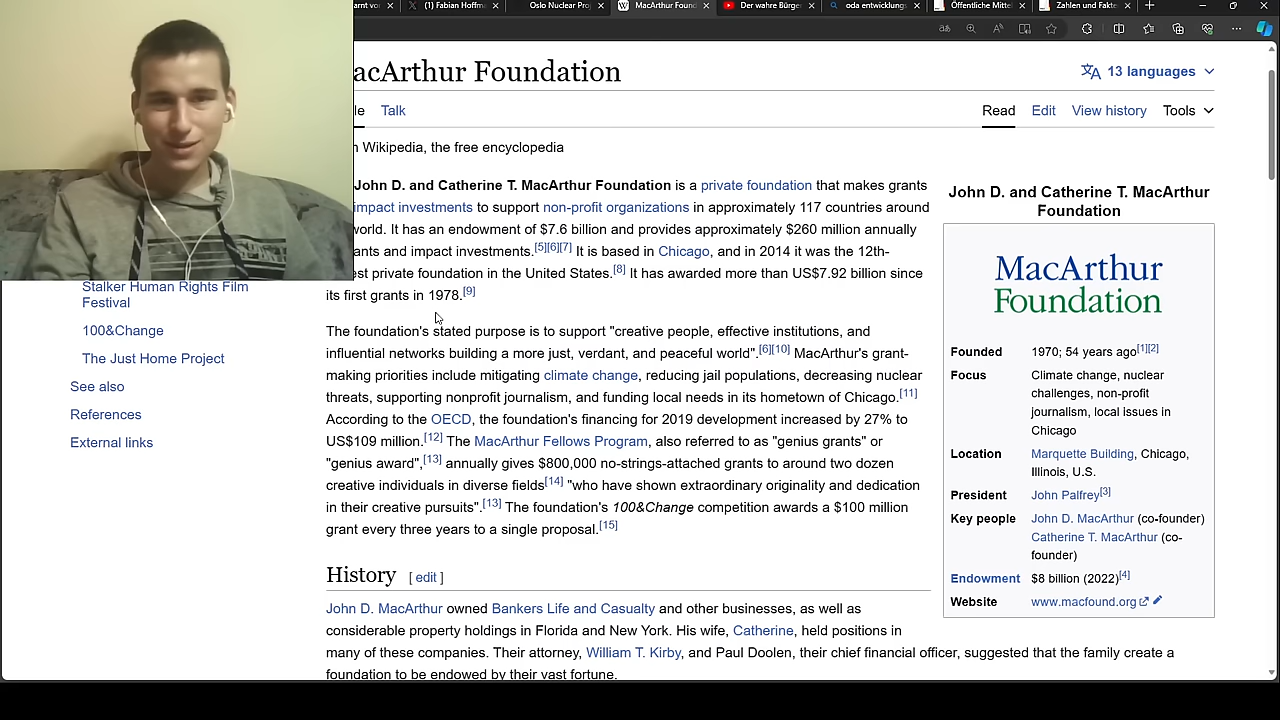 arnt vor
(1) Fabian Hoffm
Oslo Nuclear Proj
MacArthur Found
Der wahre Bürger
oda entwicklungs
Öffentliche Mittel
Zahlen und Fakte
acArthur Foundation
13 languages
le Talk Read Edit View history Tools
Wikipedia, the free encyclopedia
John D. and Catherine T. MacArthur Foundation is a private foundation that makes grants
impact investments to support non-profit organizations in approximately 117 countries around
world. It has an endowment of $7.6 billion and provides approximately $260 million annually
ants and impact investments.[5][6][7] It is based in Chicago, and in 2014 it was the 12th-
est private foundation in the United States.[8] It has awarded more than US$7.92 billion since
its first grants in 1978.[9]
The foundation's stated purpose is to support "creative people, effective institutions, and
influential networks building a more just, verdant, and peaceful world".[6][10] MacArthur's grant-
making priorities include mitigating climate change, reducing jail populations, decreasing nuclear
threats, supporting nonprofit journalism, and funding local needs in its hometown of Chicago.[11]
According to the OECD, the foundation's financing for 2019 development increased by 27% to
US$109 million.[12] The MacArthur Fellows Program, also referred to as "genius grants" or
"genius award",[13] annually gives $800,000 no-strings-attached grants to around two dozen
creative individuals in diverse fields[14] "who have shown extraordinary originality and dedication
in their creative pursuits".[13] The foundation's 100&Change competition awards a $100 million
grant every three years to a single proposal.[15]
History [ edit ]
John D. MacArthur owned Bankers Life and Casualty and other businesses, as well as
considerable property holdings in Florida and New York. His wife, Catherine, held positions in
many of these companies. Their attorney, William T. Kirby, and Paul Doolen, their chief financial officer, suggested that the family create a
foundation to be endowed by their vast fortune.
Stalker Human Rights Film
Festival
100&Change
The Just Home Project
See also
References
External links
John D. and Catherine T. MacArthur
Foundation
MacArthur
Foundation
Founded 1970; 54 years ago[1][2]
Focus Climate change, nuclear
challenges, non-profit
journalism, local issues in
Chicago
Location Marquette Building, Chicago,
Illinois, U.S.
President John Palfrey[3]
Key people John D. MacArthur (co-founder)
Catherine T. MacArthur (co-
founder)
Endowment $8 billion (2022)[4]
Website www.macfound.org